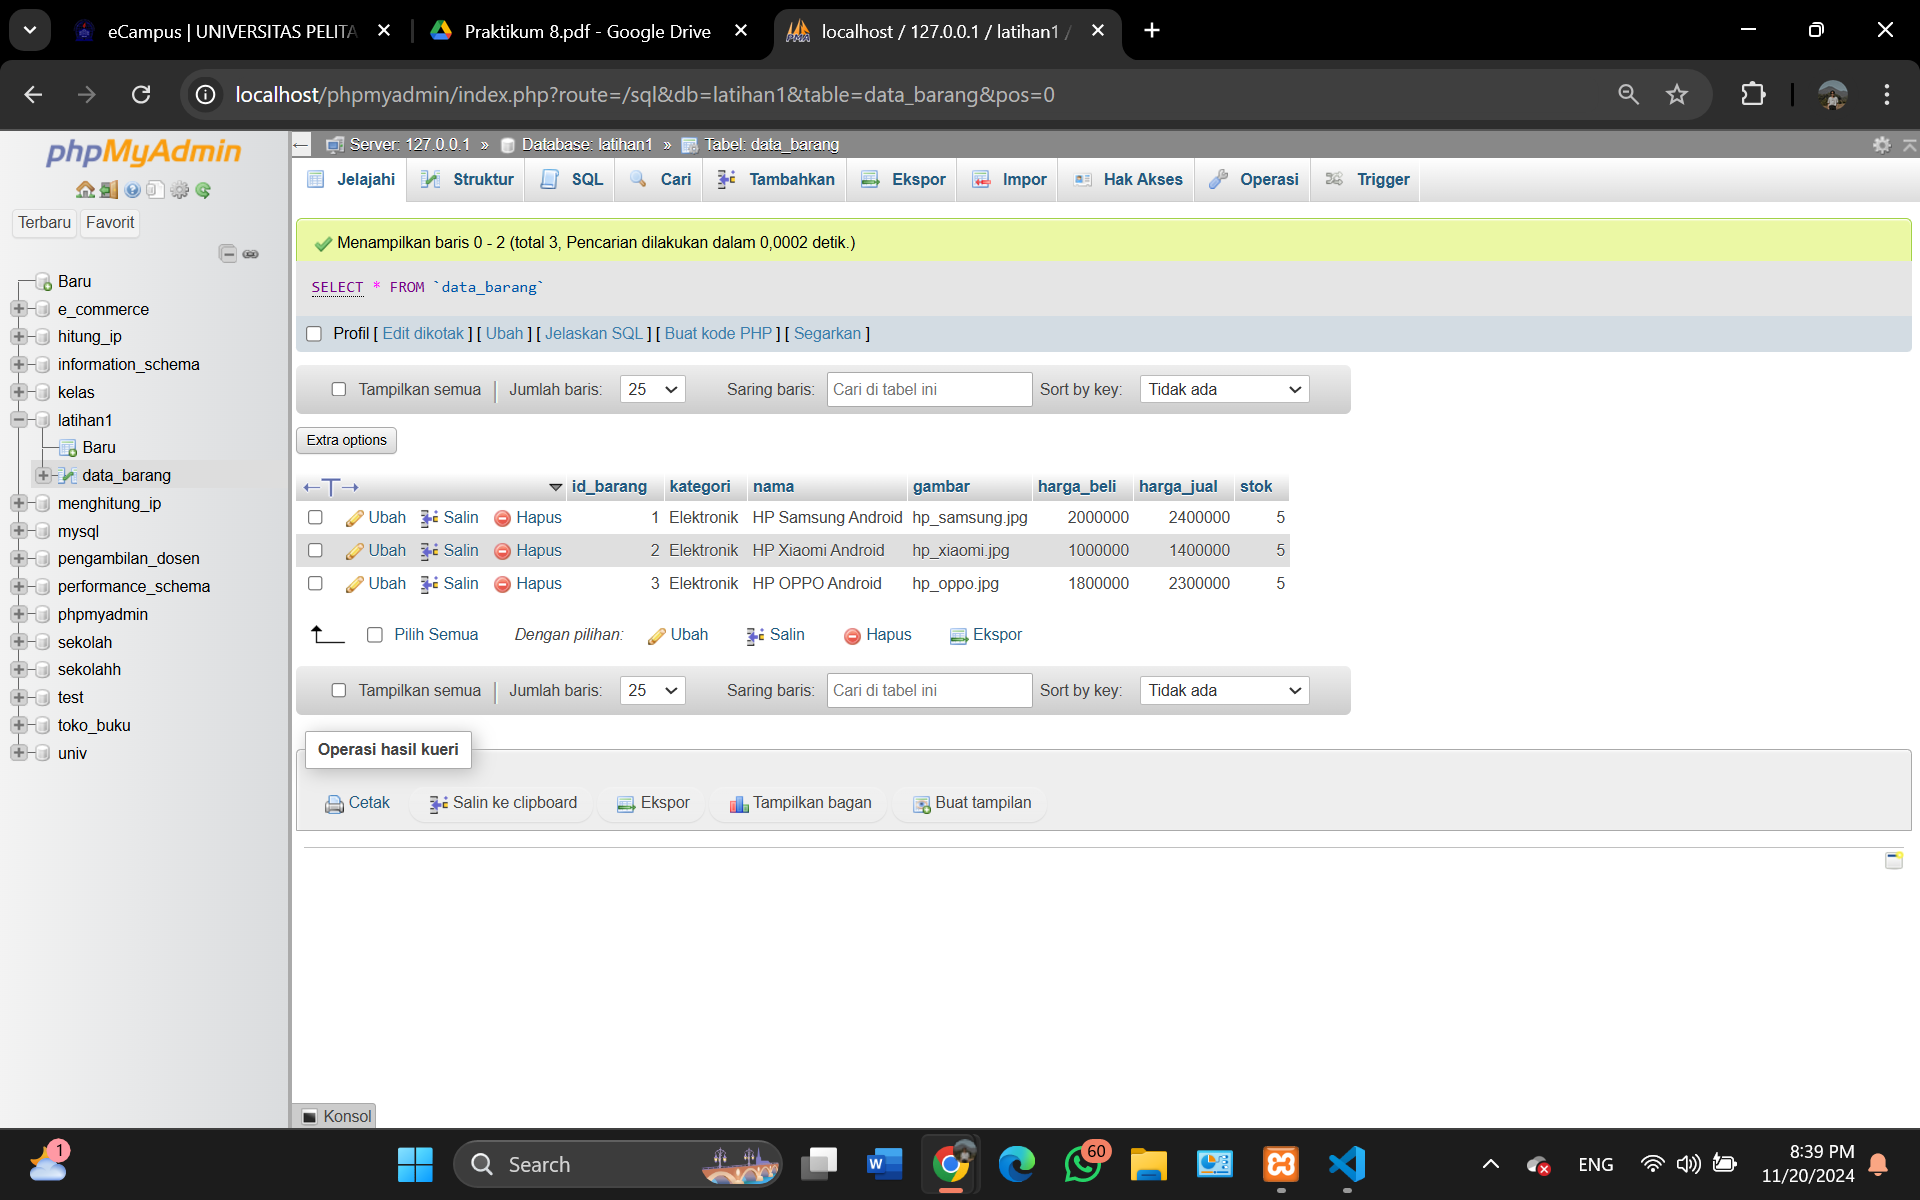 eCampus | UNIVERSITAS PELITA
Praktikum 8.pdf - Google Drive
localhost / 127.0.0.1 / latihan1 /
localhost/phpmyadmin/index.php?route=/sql&db=latihan1&table=data_barang&pos=0
phpMyAdmin
Terbaru Favorit
Baru
e_commerce
hitung_ip
information_schema
kelas
latihan1
Baru
data_barang
menghitung_ip
mysql
pengambilan_dosen
performance_schema
phpmyadmin
sekolah
sekolahh
test
toko_buku
univ
Server: 127.0.0.1 » Database: latihan1 » Tabel: data_barang
Jelajahi Struktur SQL Cari Tambahkan Ekspor Impor Hak Akses Operasi Trigger
Menampilkan baris 0 - 2 (total 3, Pencarian dilakukan dalam 0,0002 detik.)
SELECT * FROM `data_barang`
Profil [ Edit dikotak ] [ Ubah ] [ Jelaskan SQL ] [ Buat kode PHP ] [ Segarkan ]
Tampilkan semua | Jumlah baris: 25 Saring baris: Cari di tabel ini Sort by key: Tidak ada
Extra options
←T→ id_barang kategori nama gambar harga_beli harga_jual stok
Ubah Salin Hapus 1 Elektronik HP Samsung Android hp_samsung.jpg 2000000 2400000 5
Ubah Salin Hapus 2 Elektronik HP Xiaomi Android hp_xiaomi.jpg 1000000 1400000 5
Ubah Salin Hapus 3 Elektronik HP OPPO Android hp_oppo.jpg 1800000 2300000 5
Pilih Semua Dengan pilihan: Ubah Salin Hapus Ekspor
Tampilkan semua | Jumlah baris: 25 Saring baris: Cari di tabel ini Sort by key: Tidak ada
Operasi hasil kueri
Cetak Salin ke clipboard Ekspor Tampilkan bagan Buat tampilan
Konsol
1
Search
60
ENG
8:39 PM
11/20/2024